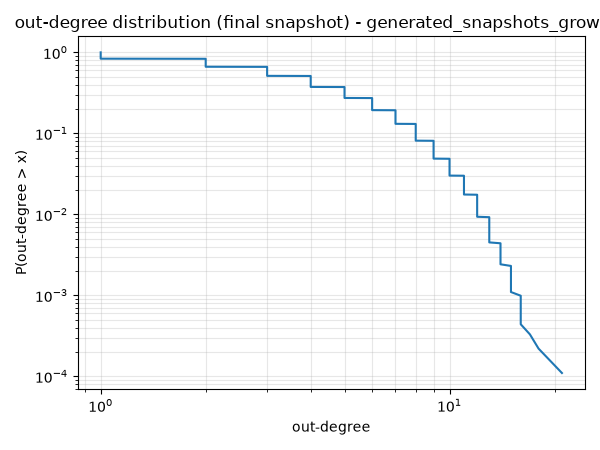 out-degree distribution (final snapshot) - generated_snapshots_grow
10⁰
10⁻¹
10⁻²
10⁻³
10⁻⁴
P(out-degree > x)
10⁰ 10¹
out-degree